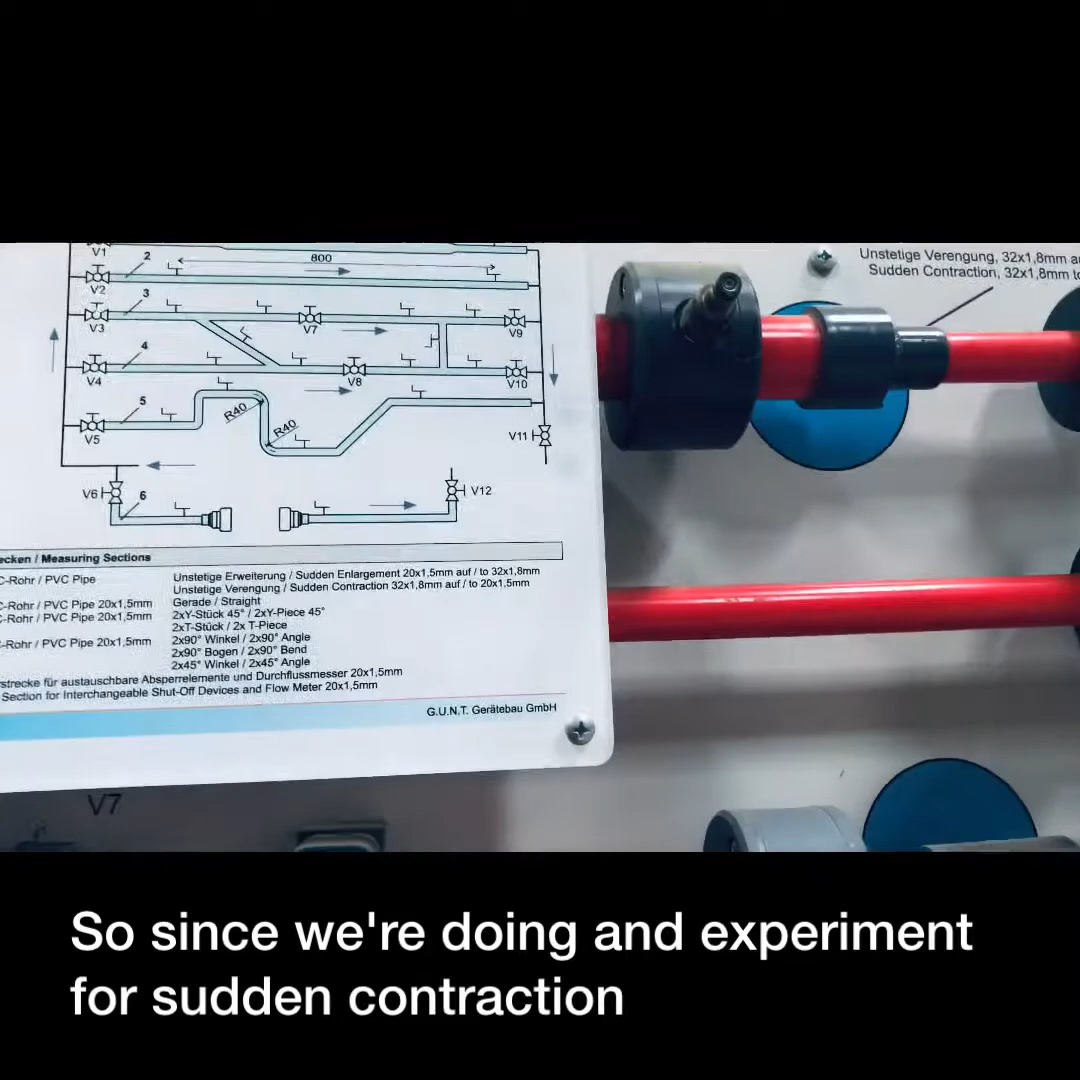 V1
2
800
V2
3
V3
V7
V9
4
V4
V8
V10
5
R40
R40
V5
V11
V6
6
V12
ecken / Measuring Sections
C-Rohr / PVC Pipe
Unstetige Erweiterung / Sudden Enlargement 20x1,5mm auf / to 32x1,8mm
Unstetige Verengung / Sudden Contraction 32x1,8mm auf / to 20x1,5mm
C-Rohr / PVC Pipe 20x1,5mm
Gerade / Straight
C-Rohr / PVC Pipe 20x1,5mm
2xY-Stück 45° / 2xY-Piece 45°
2xT-Stück / 2x T-Piece
C-Rohr / PVC Pipe 20x1,5mm
2x90° Winkel / 2x90° Angle
2x90° Bogen / 2x90° Bend
2x45° Winkel / 2x45° Angle
rstrecke für austauschbare Absperrelemente und Durchflussmesser 20x1,5mm
Section for Interchangeable Shut-Off Devices and Flow Meter 20x1,5mm
G.U.N.T. Gerätebau GmbH
Unstetige Verengung, 32x1,8mm a
Sudden Contraction, 32x1,8mm t
V7
So since we're doing and experiment
for sudden contraction